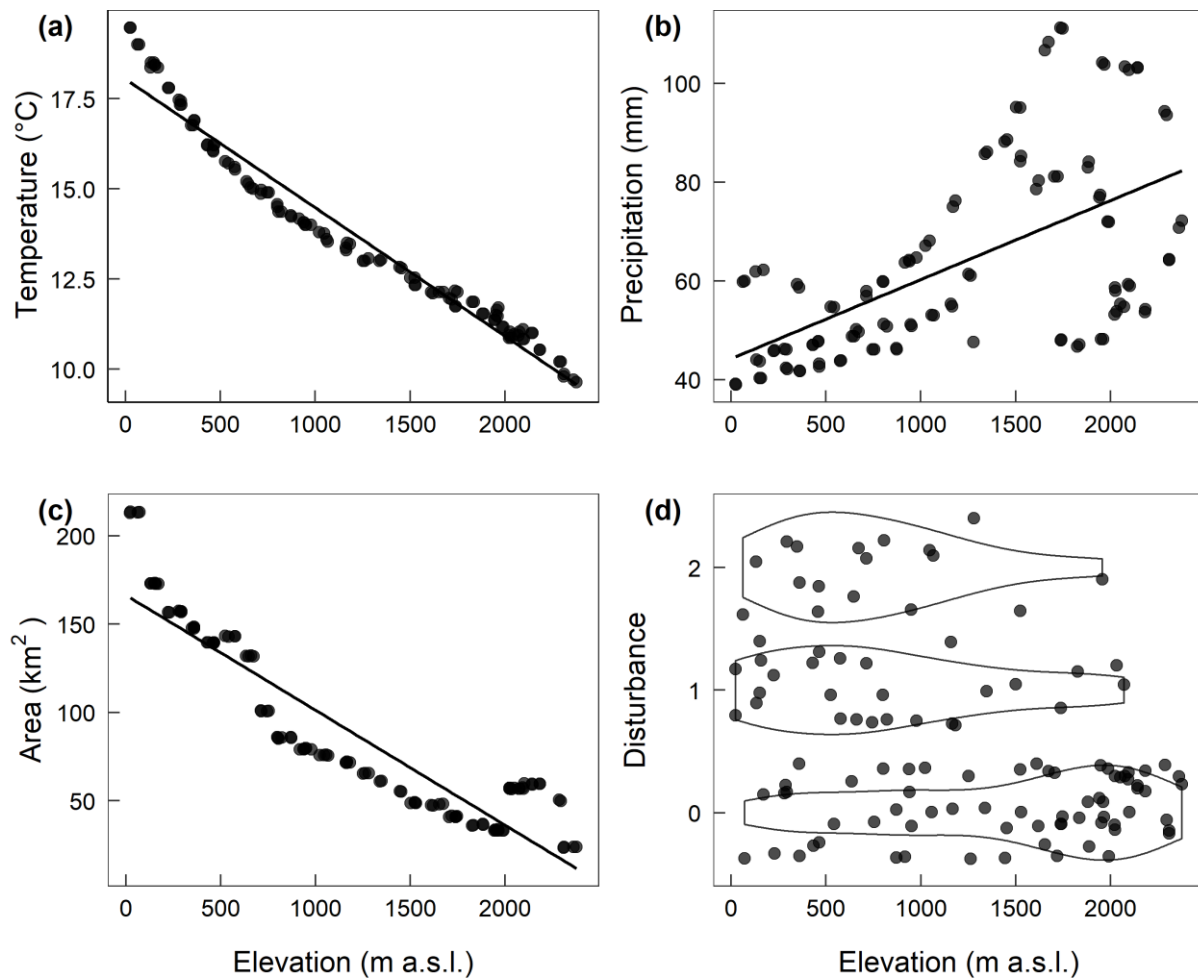 (a)
Temperature (°C)
17.5
15.0
12.5
10.0
0 500 1000 1500 2000
(b)
Precipitation (mm)
100
80
60
40
0 500 1000 1500 2000
(c)
Area (km²)
200
150
100
50
0 500 1000 1500 2000
Elevation (m a.s.l.)
(d)
Disturbance
2
1
0
0 500 1000 1500 2000
Elevation (m a.s.l.)